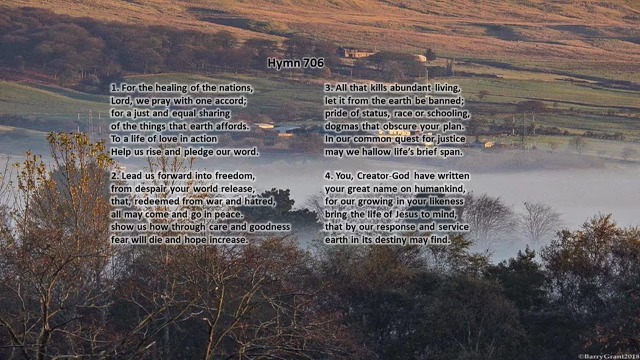 Hymn 706
1. For the healing of the nations,
Lord, we pray with one accord;
for a just and equal sharing
of the things that earth affords.
To a life of love in action
Help us rise and pledge our word.
2. Lead us forward into freedom,
from despair your world release,
that, redeemed from war and hatred,
all may come and go in peace.
show us how through care and goodness
fear will die and hope increase.
3. All that kills abundant living,
let it from the earth be banned;
pride of status, race or schooling,
dogmas that obscure your plan.
In our common quest for justice
may we hallow life's brief span.
4. You, Creator-God have written
your great name on humankind,
for our growing in your likeness
bring the life of Jesus to mind,
that by our response and service
earth in its destiny may find.
©BarryGrant2018